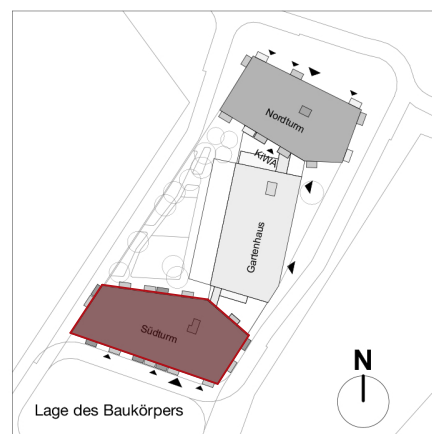 Nordturm
KiWA
Gartenhaus
Südturm
N
Lage des Baukörpers